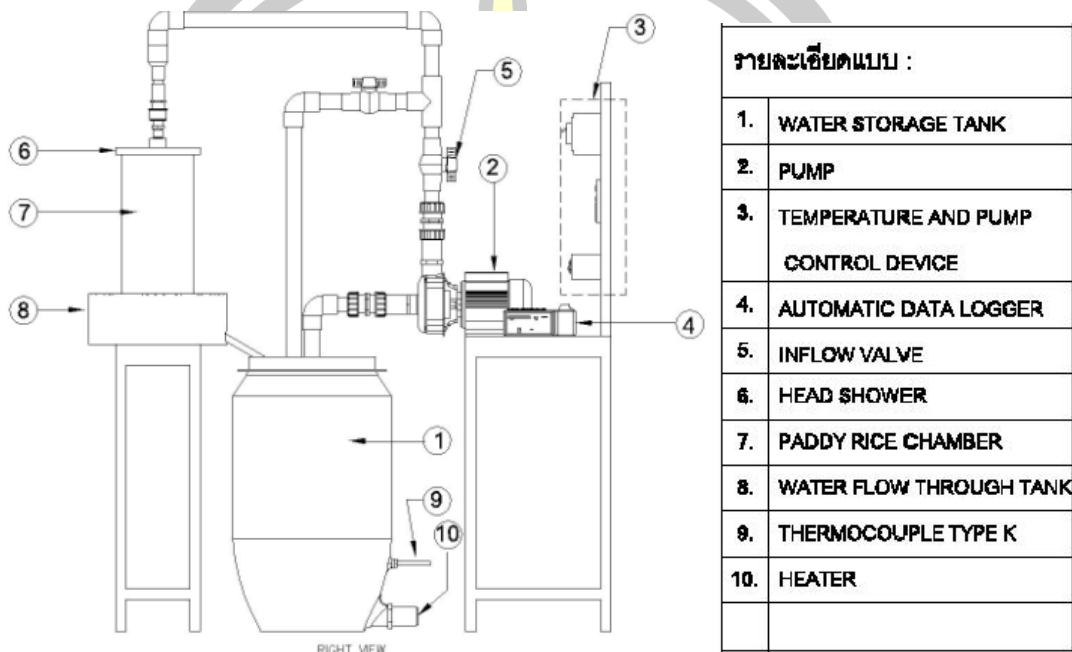 3
5
6
2
7
8
4
1
9
10
RIGHT VIEW
รายละเอียดแบบ :
1. WATER STORAGE TANK
2. PUMP
3. TEMPERATURE AND PUMP
CONTROL DEVICE
4. AUTOMATIC DATA LOGGER
5. INFLOW VALVE
6. HEAD SHOWER
7. PADDY RICE CHAMBER
8. WATER FLOW THROUGH TANK
9. THERMOCOUPLE TYPE K
10. HEATER